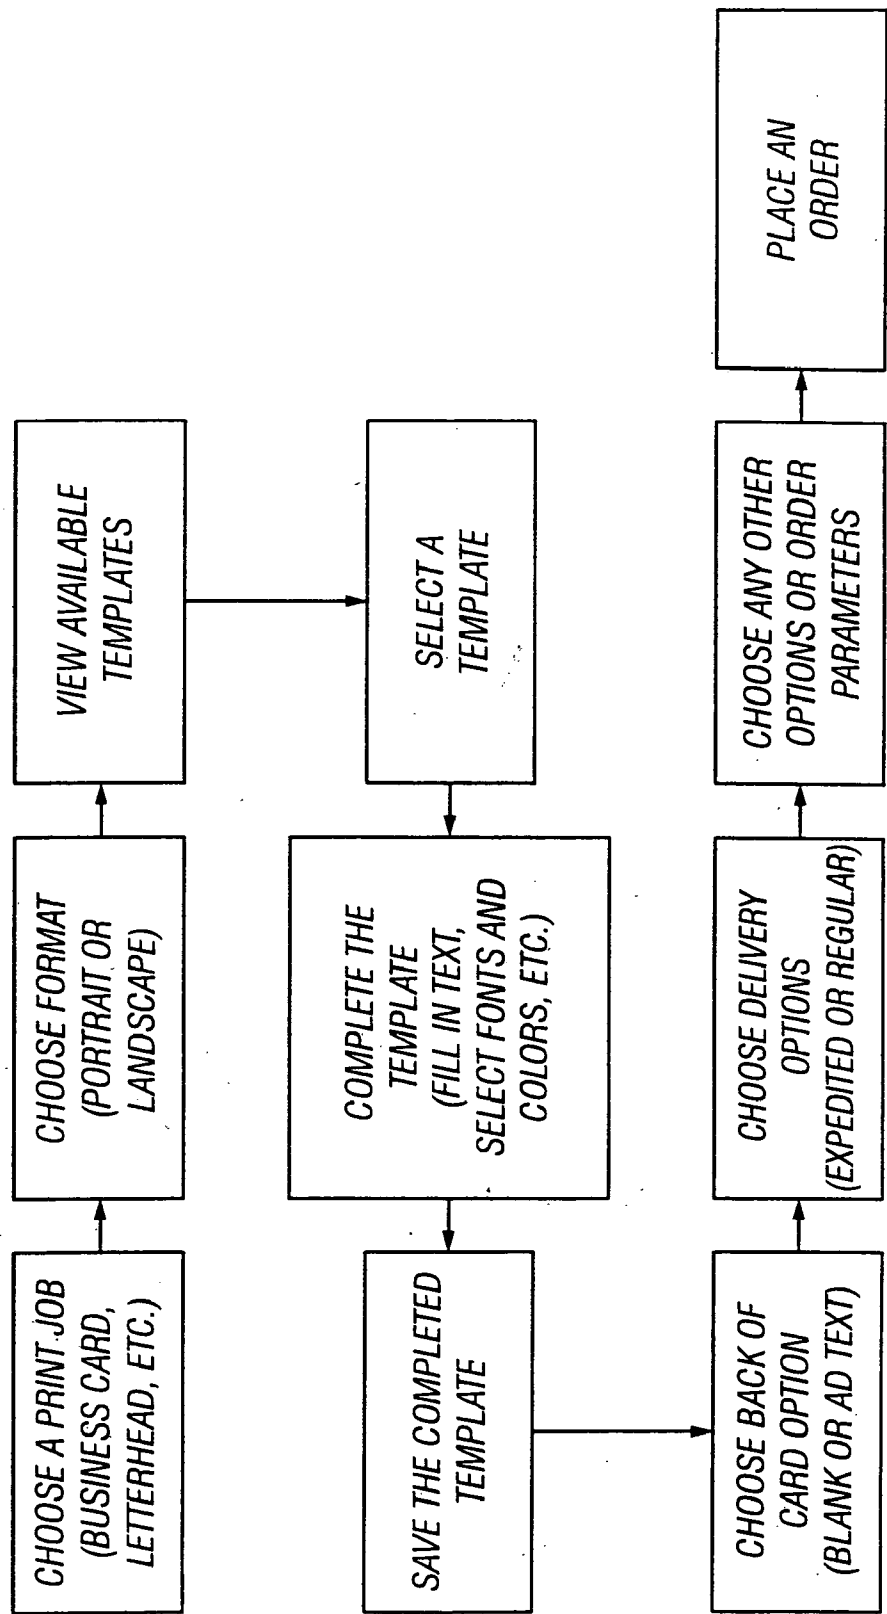 CHOOSE A PRINT JOB
(BUSINESS CARD,
LETTERHEAD, ETC.)
CHOOSE FORMAT
(PORTRAIT OR
LANDSCAPE)
VIEW AVAILABLE
TEMPLATES
SELECT A
TEMPLATE
COMPLETE THE
TEMPLATE
(FILL IN TEXT,
SELECT FONTS AND
COLORS, ETC.)
SAVE THE COMPLETED
TEMPLATE
CHOOSE BACK OF
CARD OPTION
(BLANK OR AD TEXT)
CHOOSE DELIVERY
OPTIONS
(EXPEDITED OR REGULAR)
CHOOSE ANY OTHER
OPTIONS OR ORDER
PARAMETERS
PLACE AN
ORDER